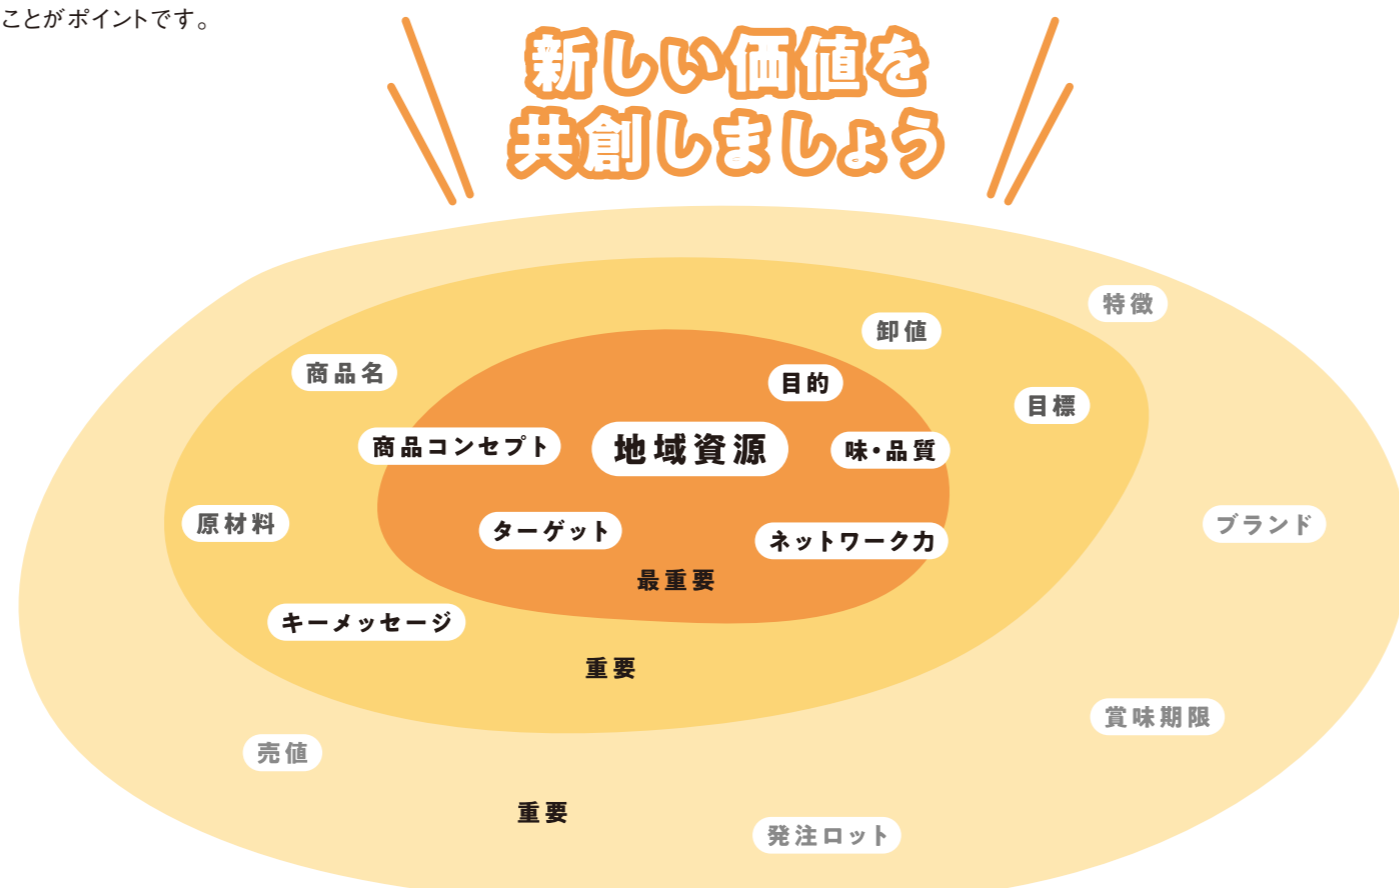 ことがポイントです。
新しい価値を
共創しましょう
特徴
卸値
商品名
目的
目標
商品コンセプト
地域資源
味・品質
原材料
ターゲット
ネットワーク力
ブランド
最重要
キーメッセージ
重要
賞味期限
売値
重要
発注ロット